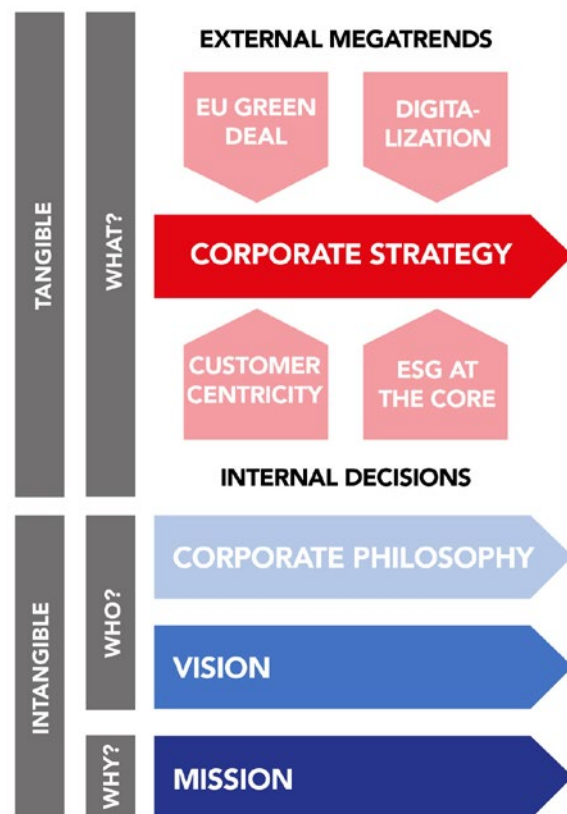 EXTERNAL MEGATRENDS
EU GREEN
DEAL
DIGITA-
LIZATION
TANGIBLE
WHAT?
CORPORATE STRATEGY
CUSTOMER
CENTRICITY
ESG AT
THE CORE
INTERNAL DECISIONS
INTANGIBLE
WHO?
CORPORATE PHILOSOPHY
VISION
WHY?
MISSION